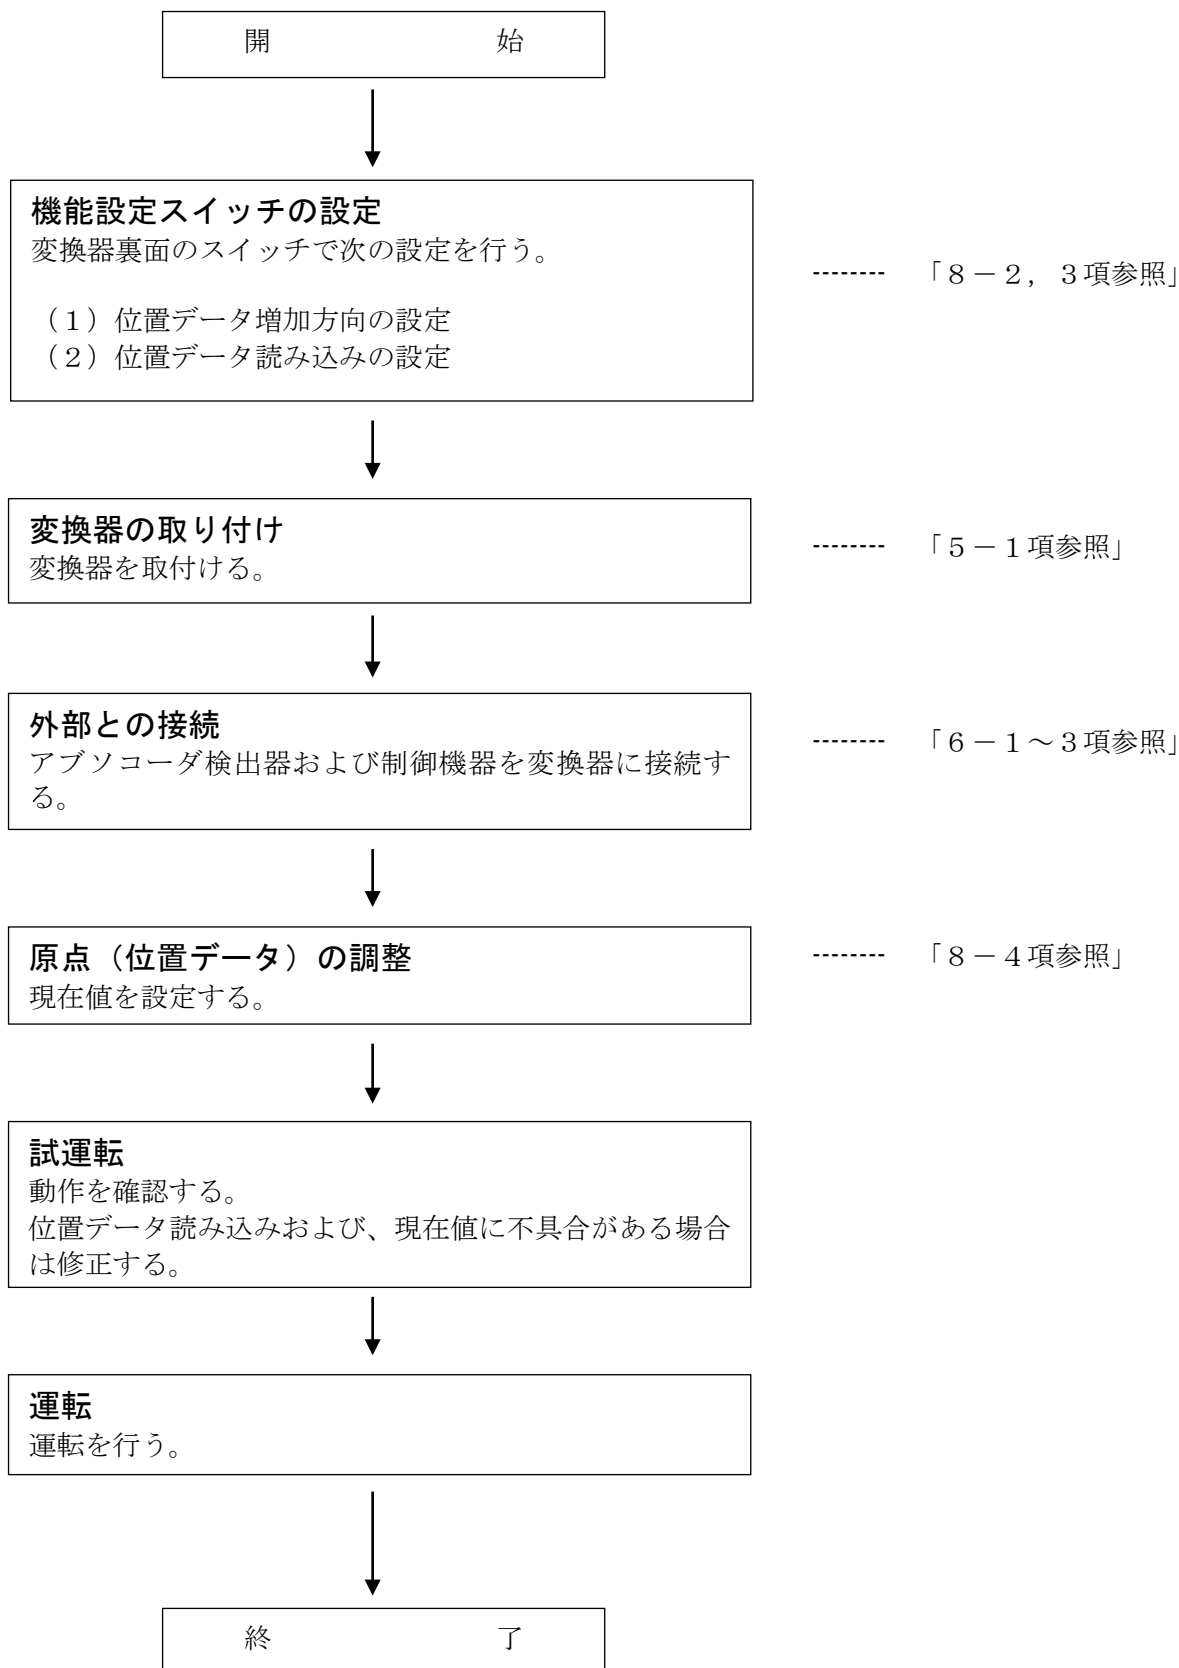 開　　　　　　　　始
機能設定スイッチの設定
変換器裏面のスイッチで次の設定を行う。
-------- 「８－２，３項参照」
（１）位置データ増加方向の設定
（２）位置データ読み込みの設定
変換器の取り付け
変換器を取付ける。
-------- 「５－１項参照」
外部との接続
アブソコーダ検出器および制御機器を変換器に接続す
る。
-------- 「６－１～３項参照」
原点（位置データ）の調整
現在値を設定する。
-------- 「８－４項参照」
試運転
動作を確認する。
位置データ読み込みおよび、現在値に不具合がある場合
は修正する。
運転
運転を行う。
終　　　　　　　　了